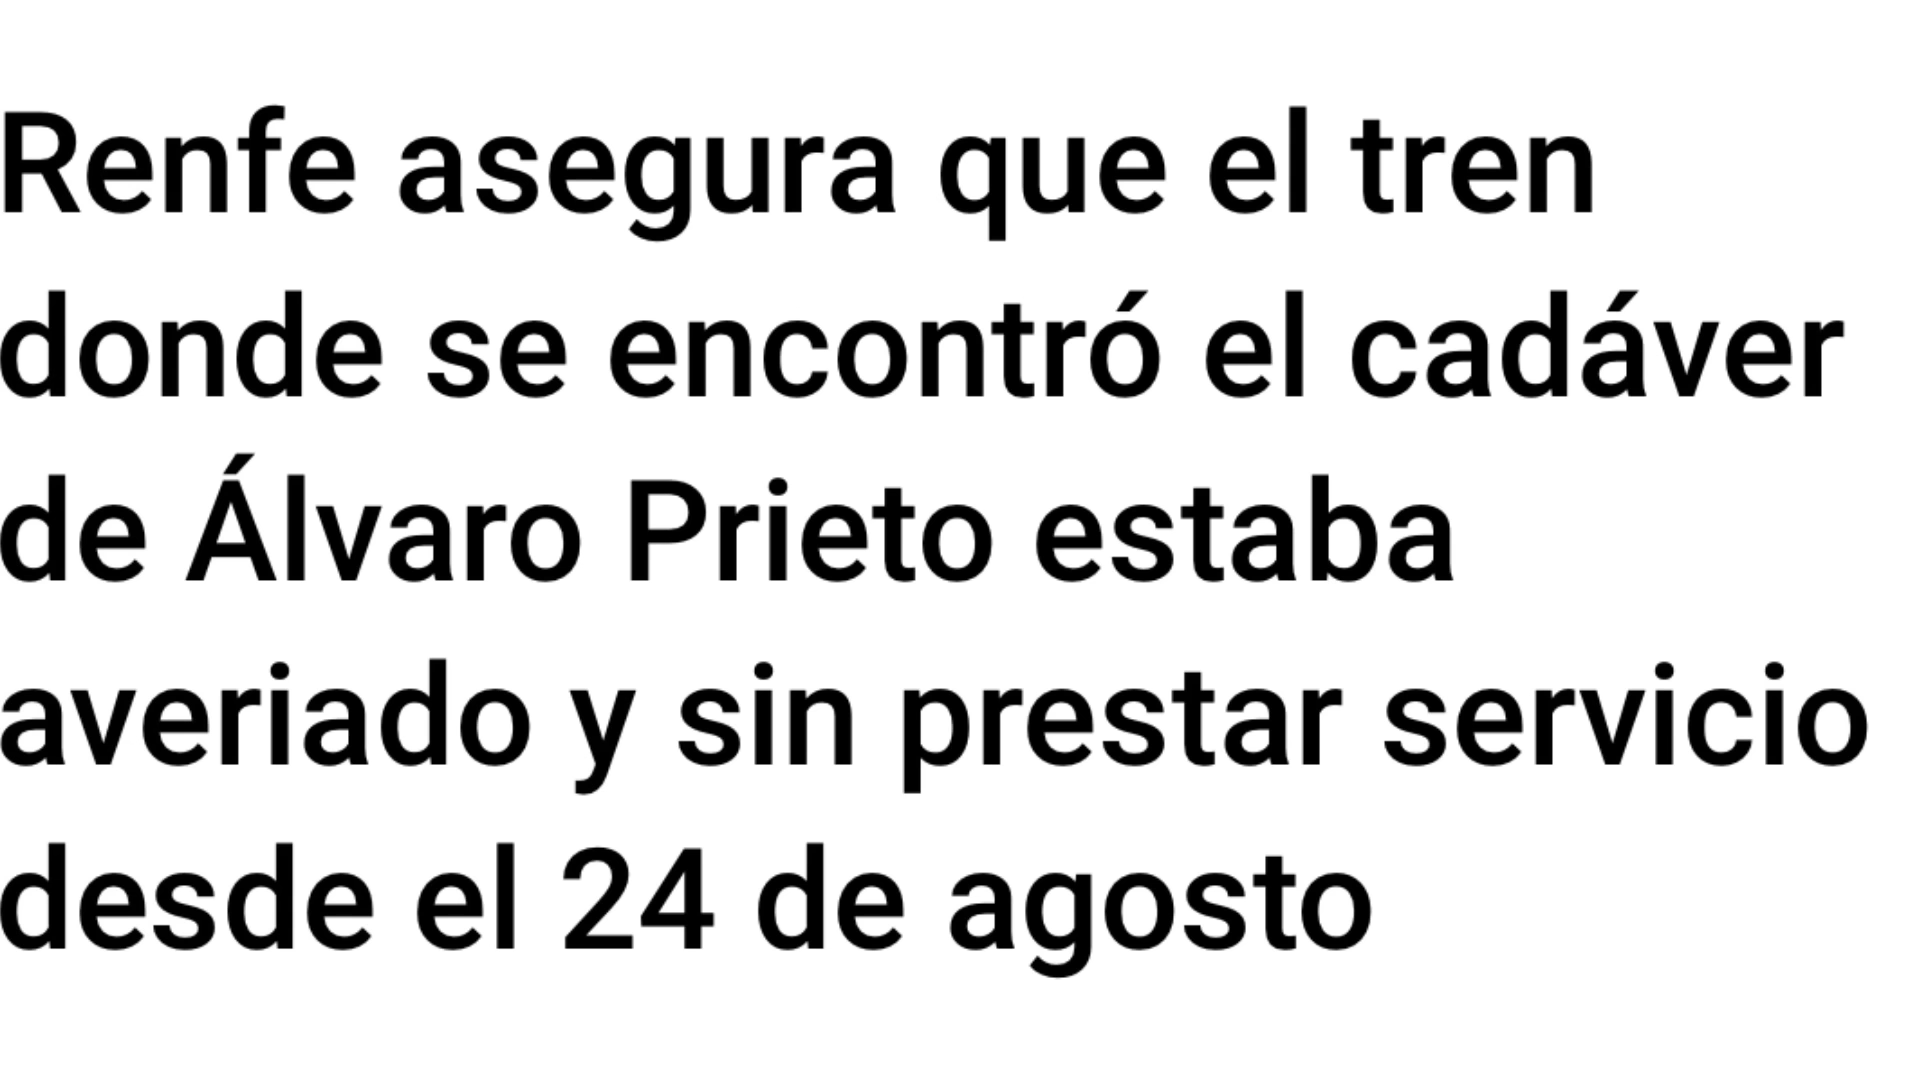 Renfe asegura que el tren
donde se encontró el cadáver
de Álvaro Prieto estaba
averiado y sin prestar servicio
desde el 24 de agosto